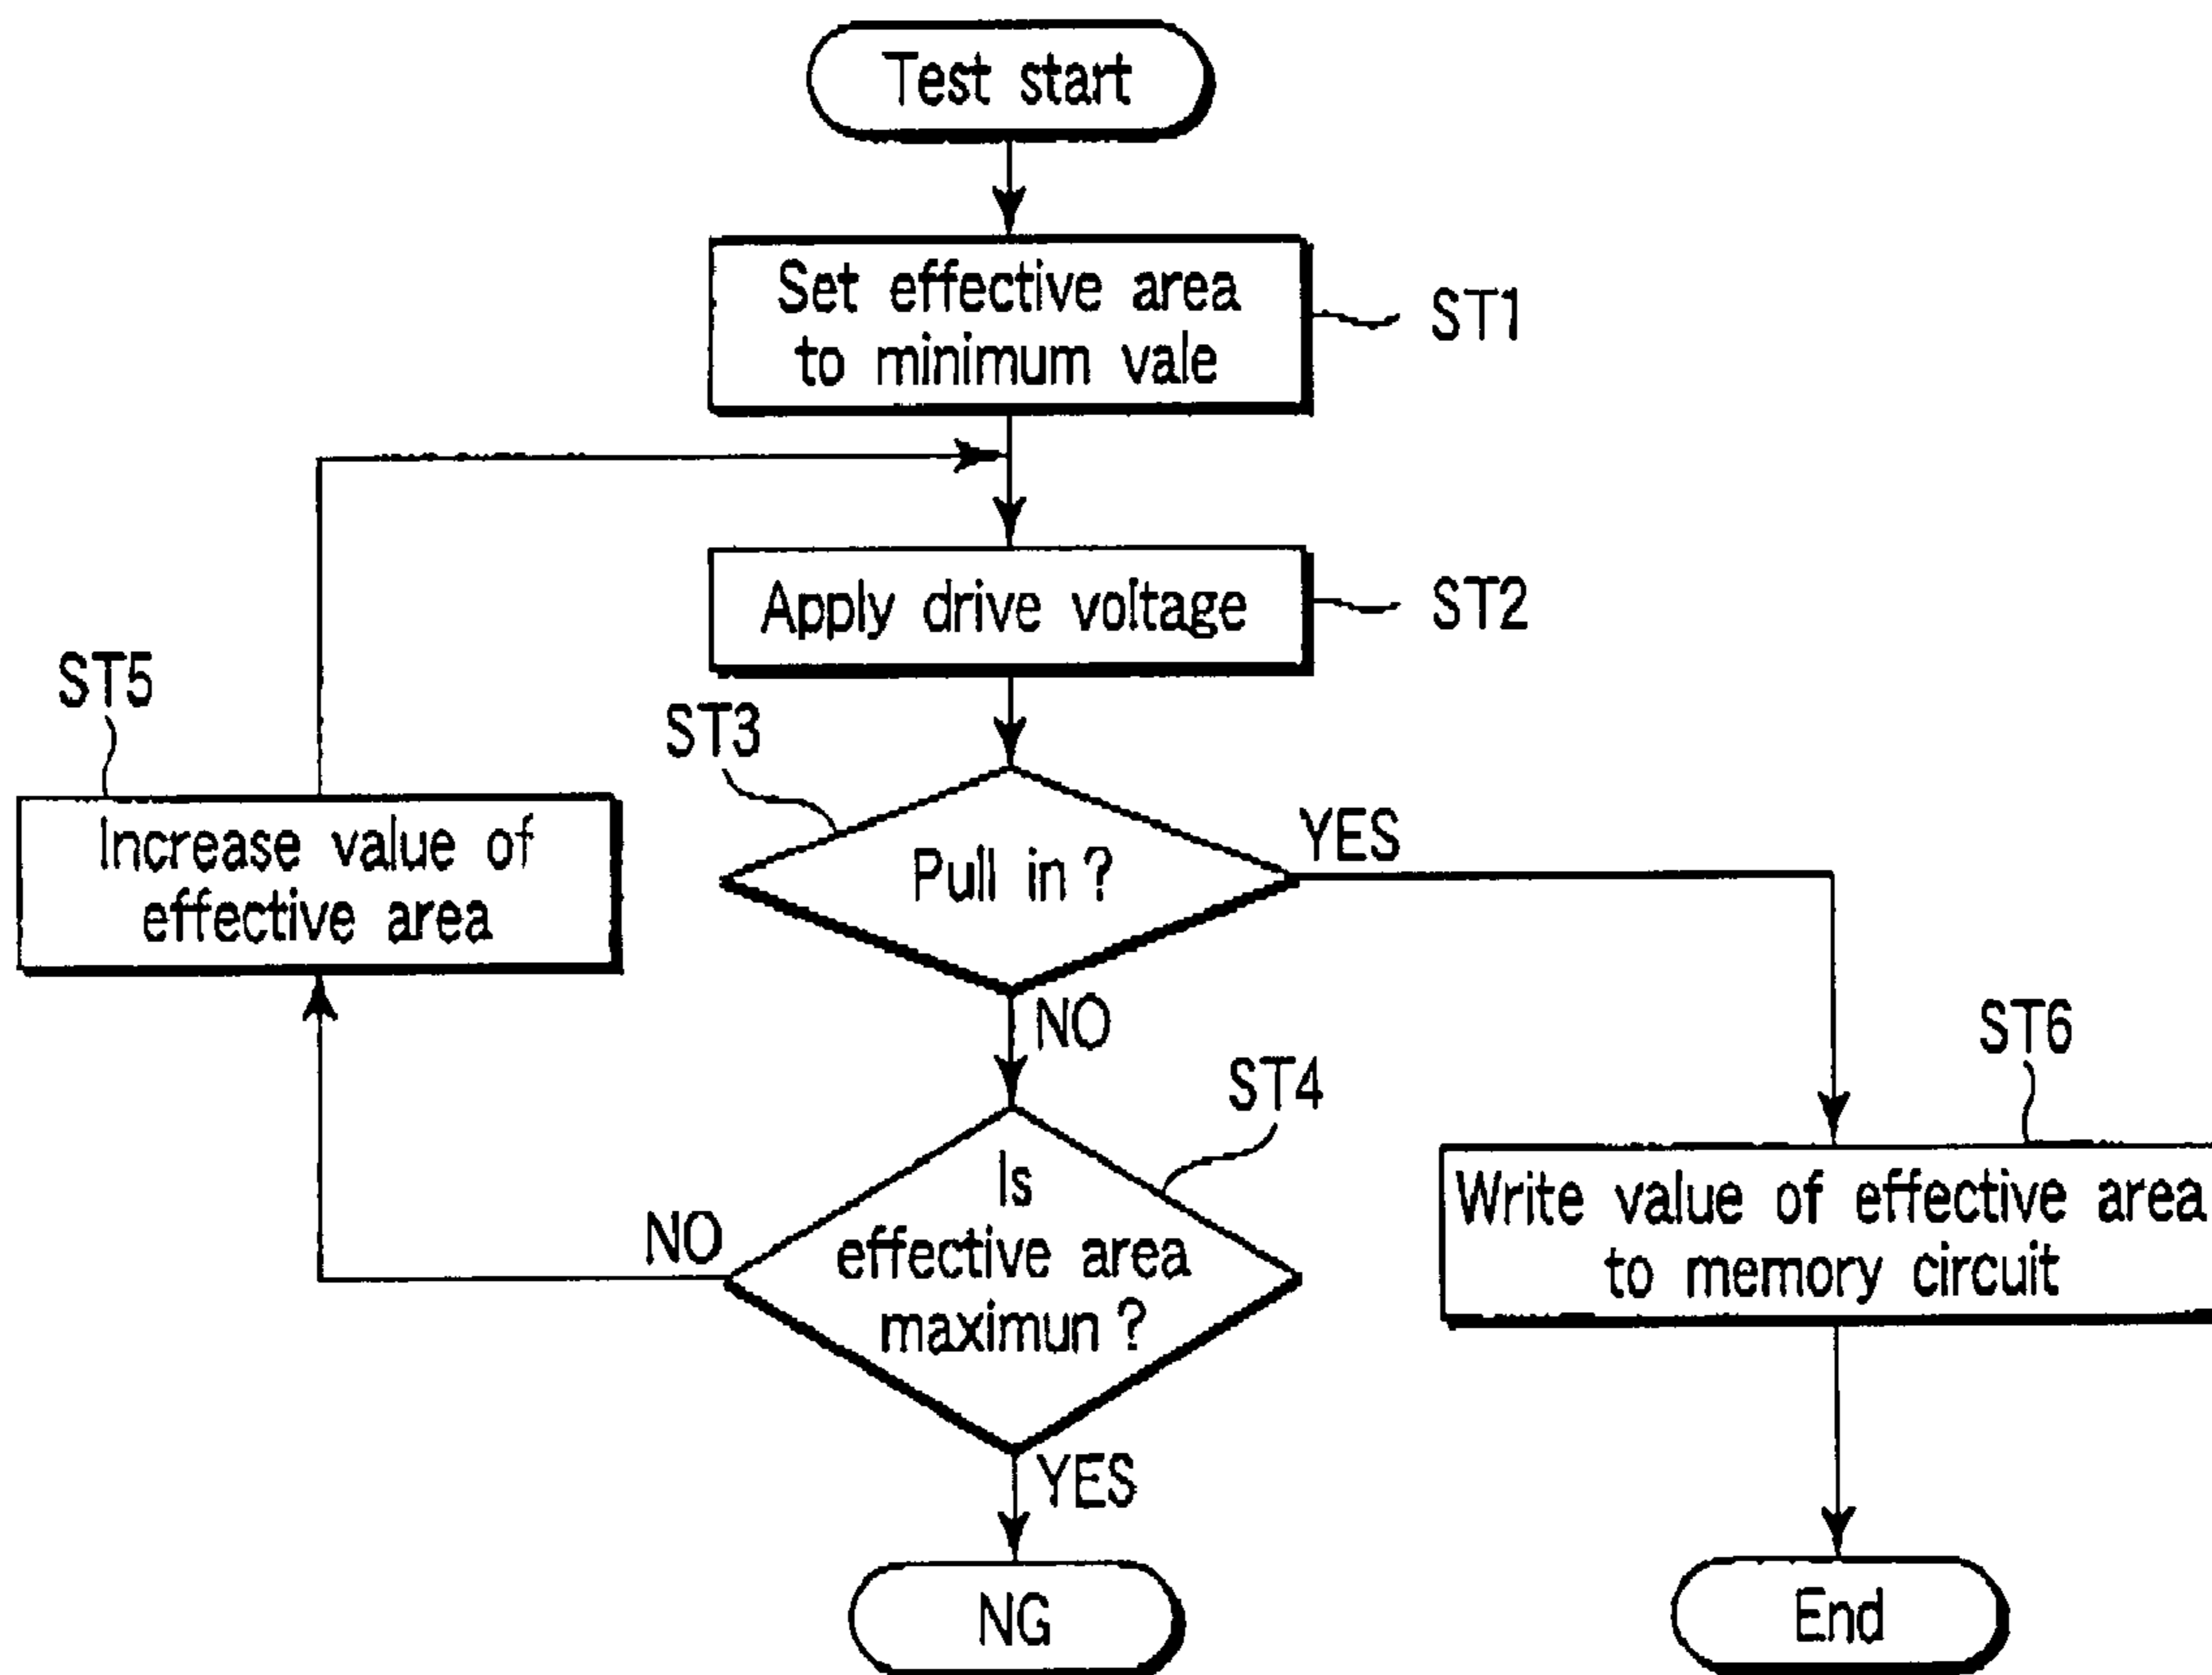 Test start
Set effective area
to minimum vale
ST1
Apply drive voltage
ST2
ST5
ST3
Increase value of
effective area
Pull in ?
YES
NO
ST4
ST6
Is
effective area
maximun ?
NO
Write value of effective area
to memory circuit
YES
NG
End